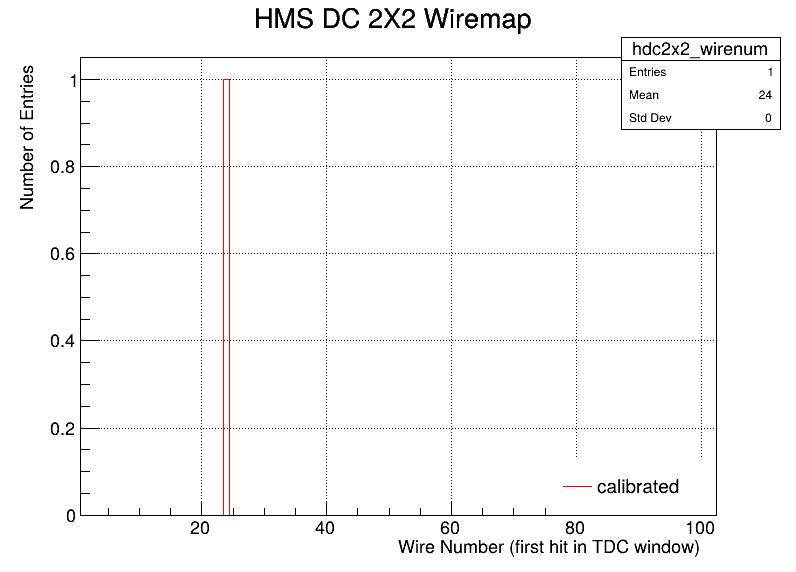 HMS DC 2X2 Wiremap
hdc2x2_wirenum
Entries 1
Mean 24
Std Dev 0
Number of Entries
1
0.8
0.6
0.4
0.2
0
calibrated
20 40 60 80 100
Wire Number (first hit in TDC window)